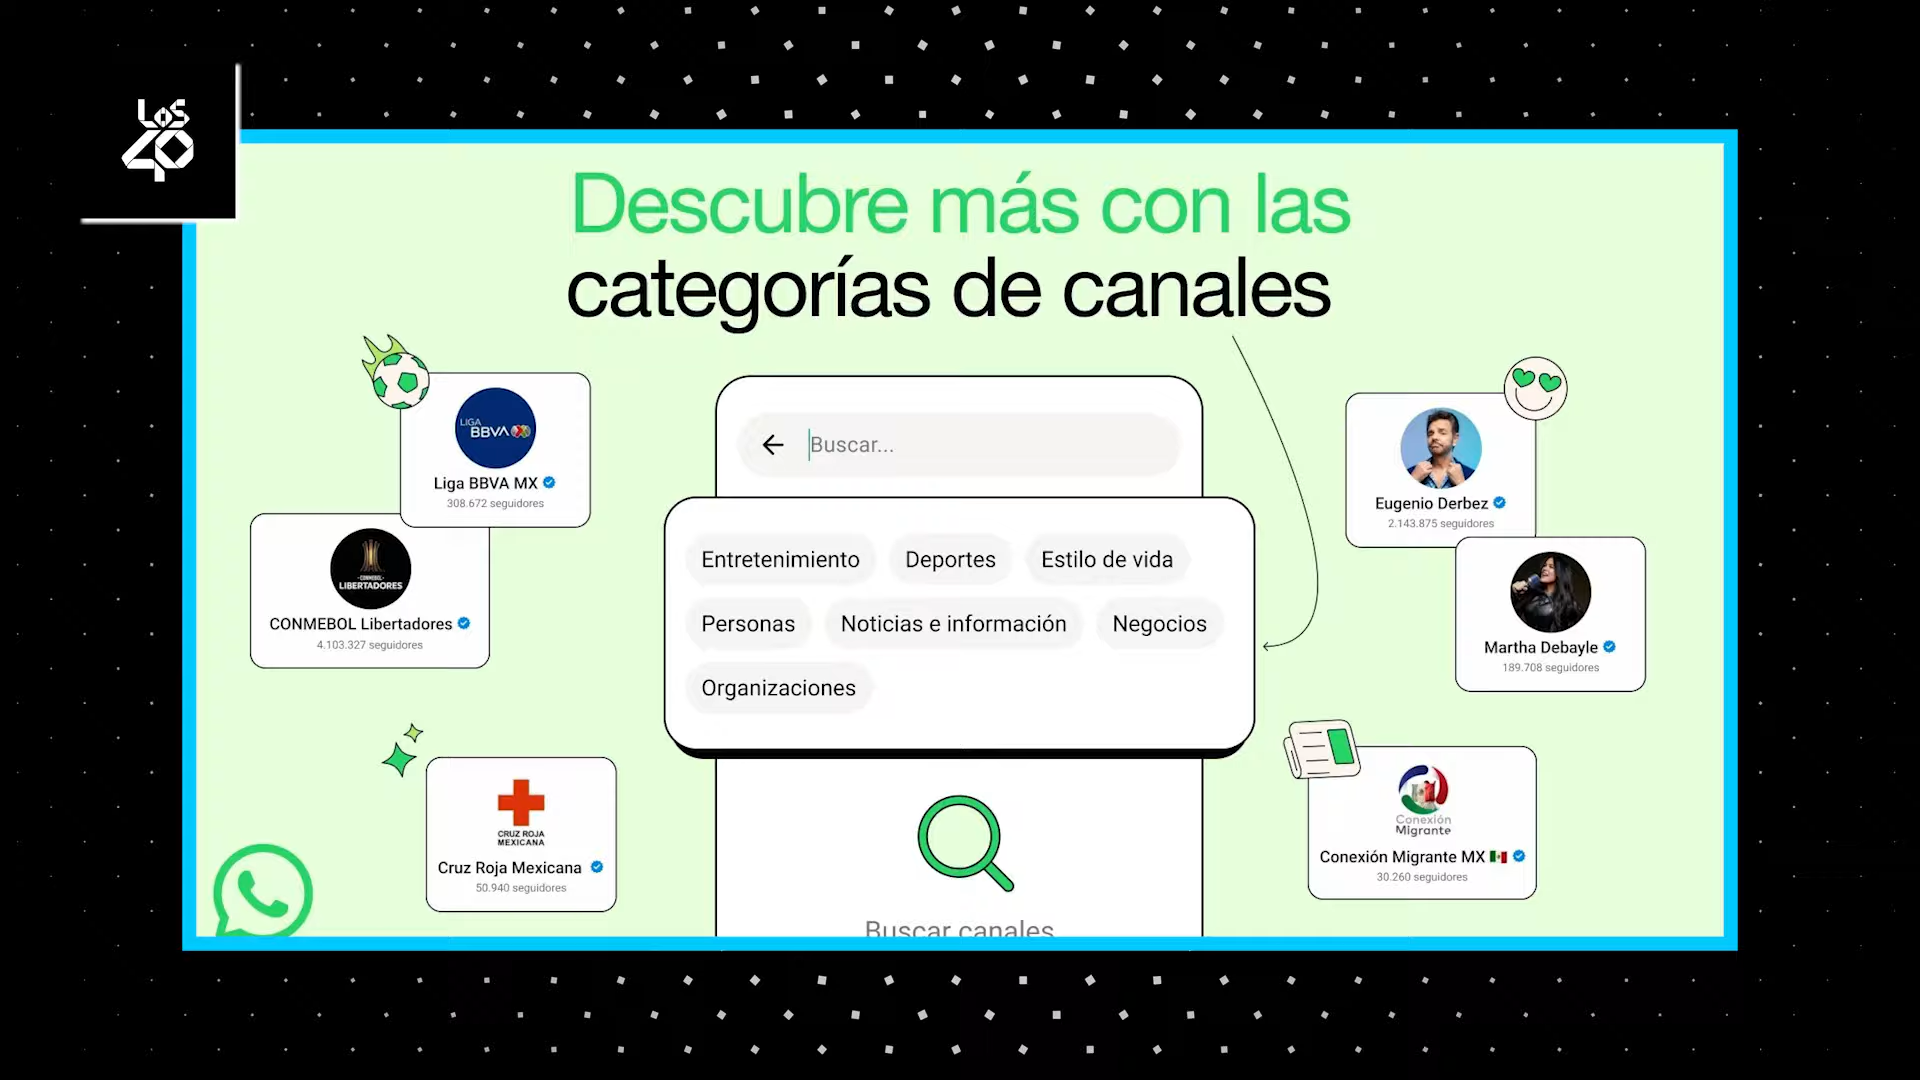 LOS
40
Descubre más con las
categorías de canales
LIGA
BBVA
Liga BBVA MX
308.672 seguidores
CONMEBOL
LIBERTADORES
CONMEBOL Libertadores
4.103.327 seguidores
Buscar...
Entretenimiento
Deportes
Estilo de vida
Personas
Noticias e información
Negocios
Organizaciones
Eugenio Derbez
2.143.875 seguidores
Martha Debayle
189.708 seguidores
CRUZ ROJA
MEXICANA
Cruz Roja Mexicana
50.940 seguidores
Buscar canales
Conexión
Migrante
Conexión Migrante MX 🇲🇽
30.260 seguidores